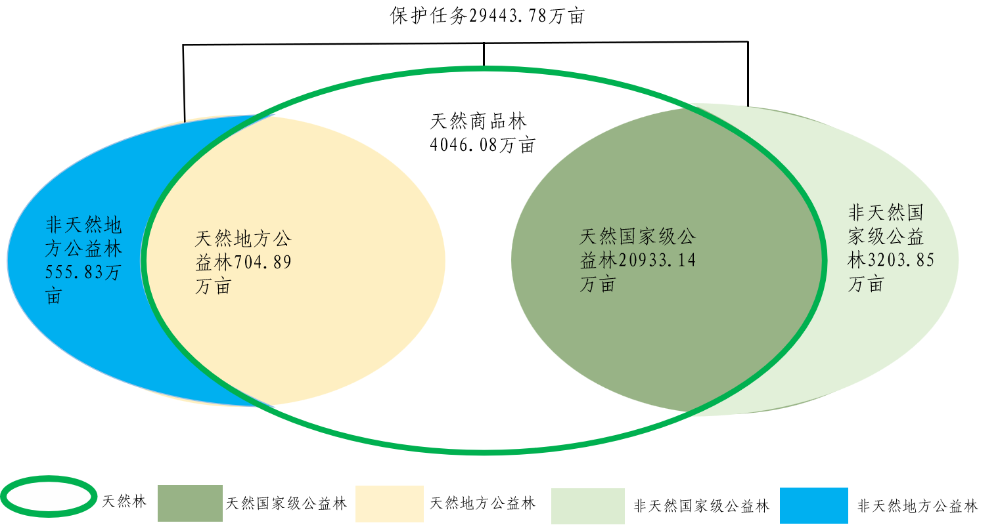 保护任务29443.78万亩
天然商品林
4046.08万亩
非天然地
方公益林
555.83万
亩
天然地方公
益林704.89
万亩
天然国家级公
益林20933.14
万亩
非天然国
家级公益
林3203.85
万亩
天然林
天然国家级公益林
天然地方公益林
非天然国家级公益林
非天然地方公益林